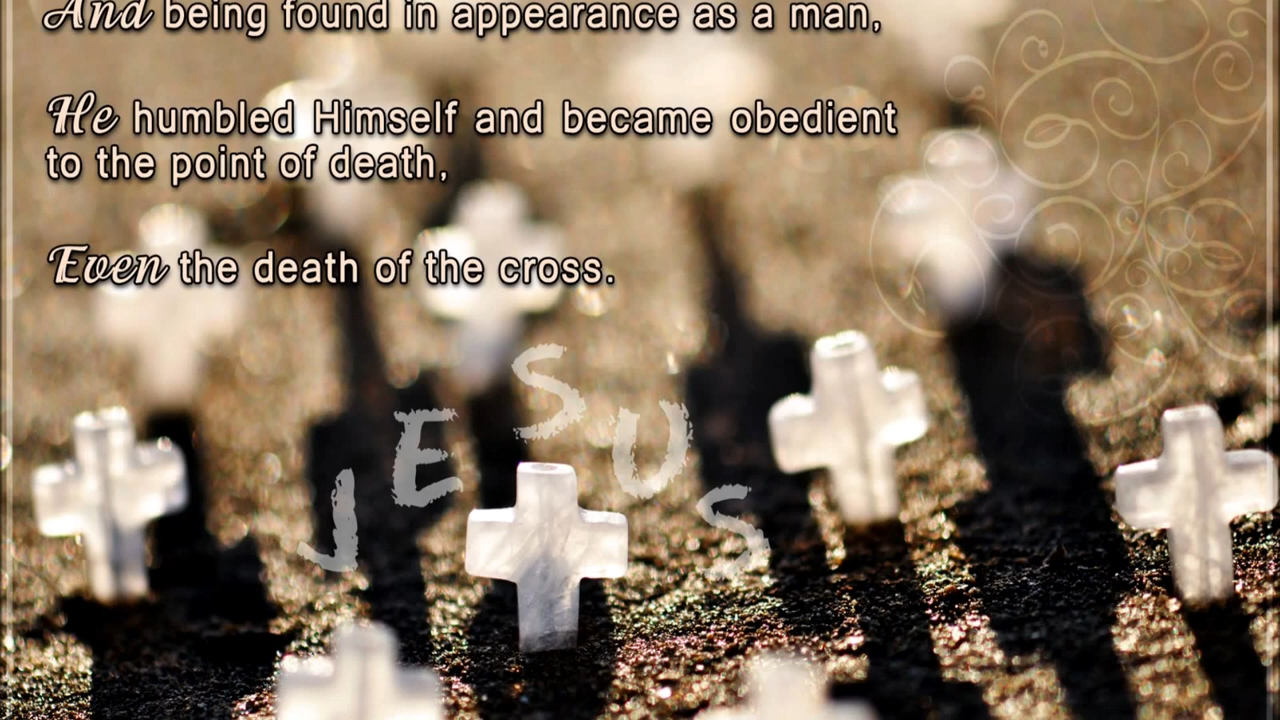 And being found in appearance as a man,
He humbled Himself and became obedient
to the point of death,
Even the death of the cross.
JESUS